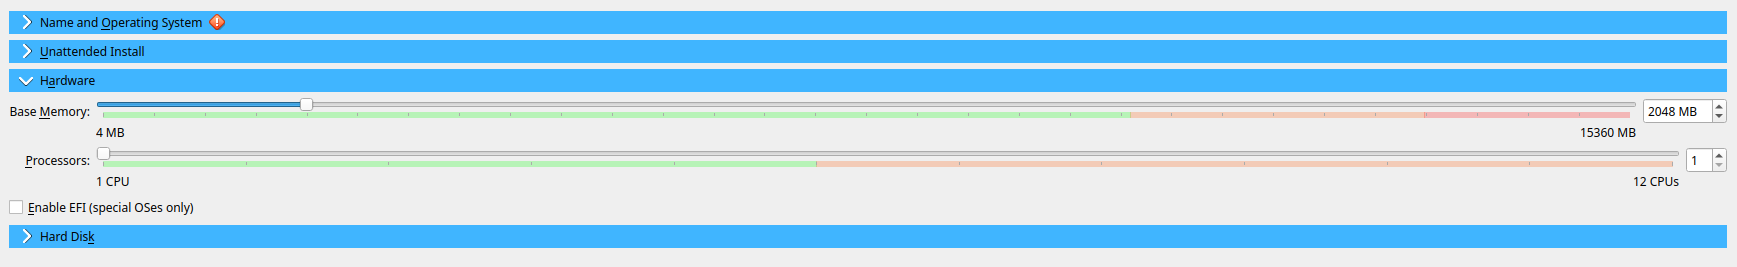 Name and Operating System
Unattended Install
Hardware
Base Memory: 2048 MB
4 MB 15360 MB
Processors: 1
1 CPU 12 CPUs
Enable EFI (special OSes only)
Hard Disk